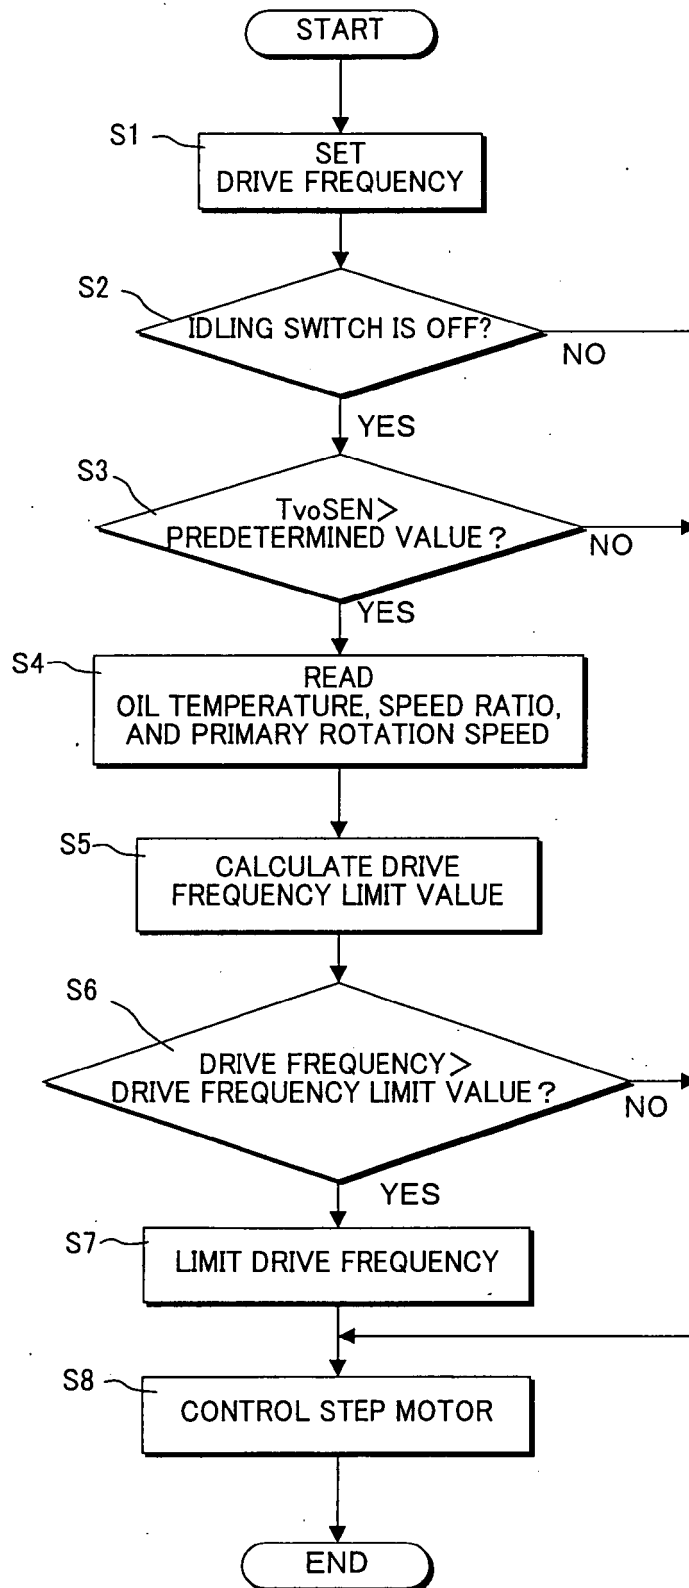 START
S1
SET
DRIVE FREQUENCY
S2
IDLING SWITCH IS OFF?
NO
YES
S3
TvoSEN>
PREDETERMINED VALUE?
NO
YES
S4
READ
OIL TEMPERATURE, SPEED RATIO,
AND PRIMARY ROTATION SPEED
S5
CALCULATE DRIVE
FREQUENCY LIMIT VALUE
S6
DRIVE FREQUENCY>
DRIVE FREQUENCY LIMIT VALUE?
NO
YES
S7
LIMIT DRIVE FREQUENCY
S8
CONTROL STEP MOTOR
END